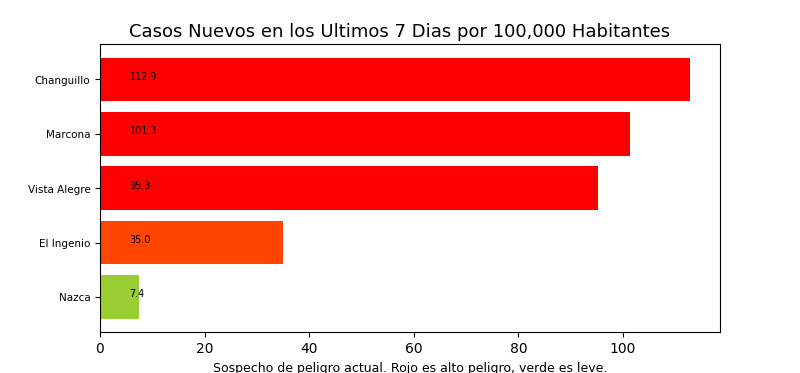 Casos Nuevos en los Ultimos 7 Dias por 100,000 Habitantes
Changuillo 112.9
Marcona 101.3
Vista Alegre 95.3
El Ingenio 35.0
Nazca 7.4
0 20 40 60 80 100
Sospecho de peligro actual. Rojo es alto peligro, verde es leve.